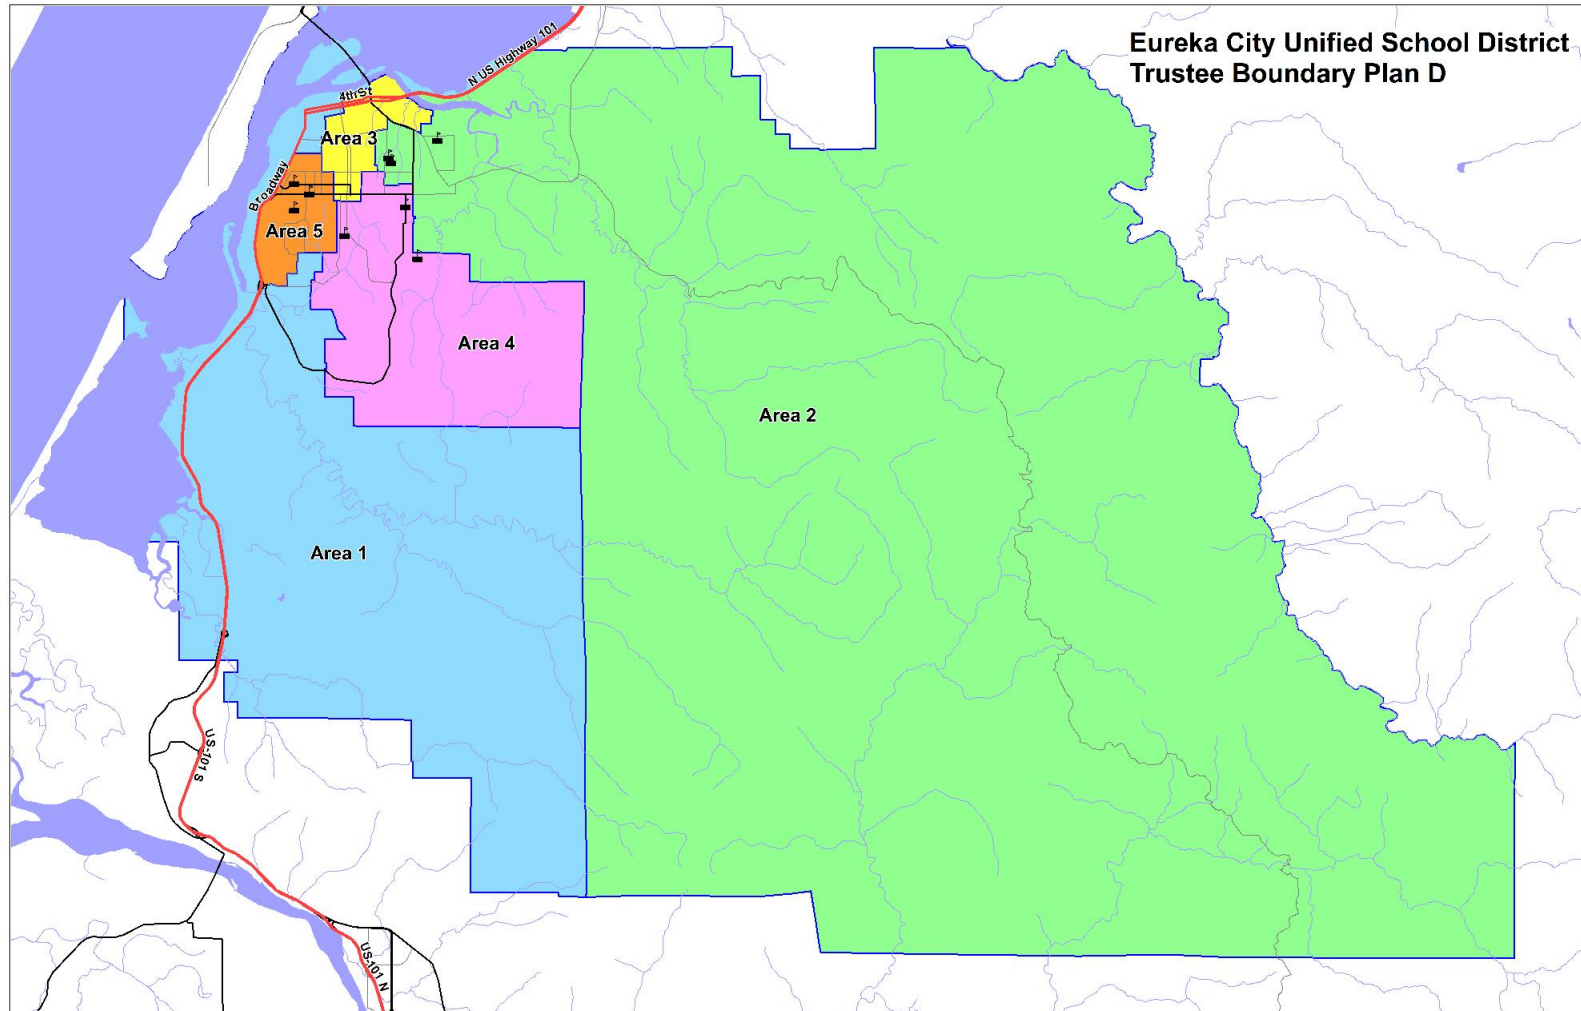 Eureka City Unified School District
Trustee Boundary Plan D
N US Highway 101
4th St
Area 3
Broadway
Area 5
Area 4
Area 2
Area 1
US-101 S
US-101 N